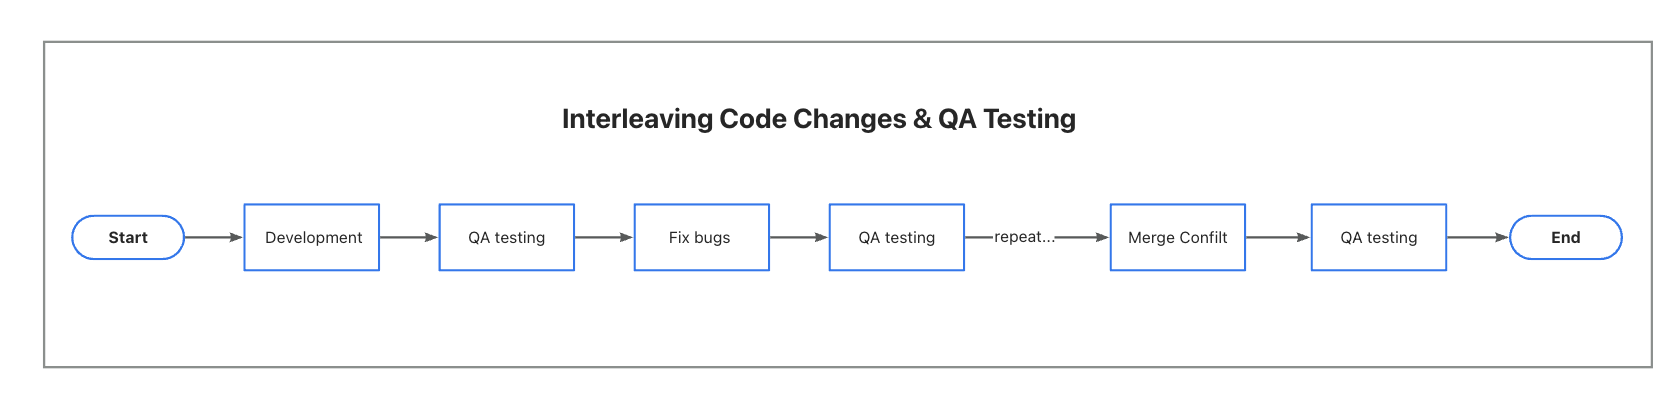 Interleaving Code Changes & QA Testing
Start
Development
QA testing
Fix bugs
QA testing
repeat...
Merge Confilt
QA testing
End